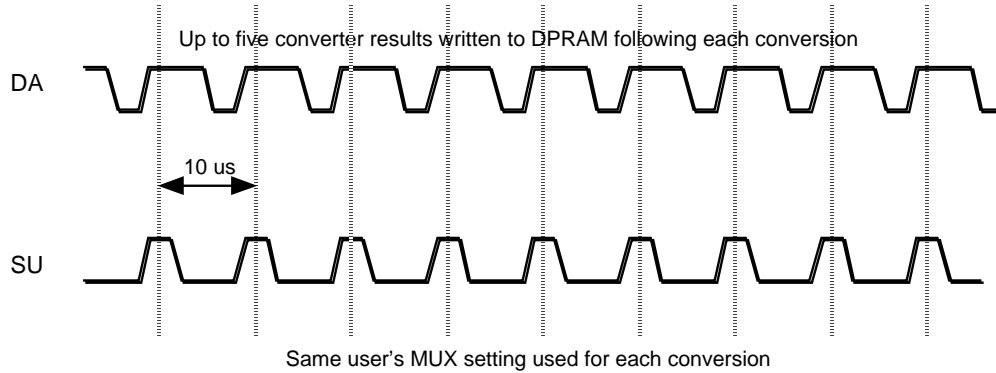 Up to five converter results written to DPRAM following each conversion
DA
10 us
SU
Same user's MUX setting used for each conversion